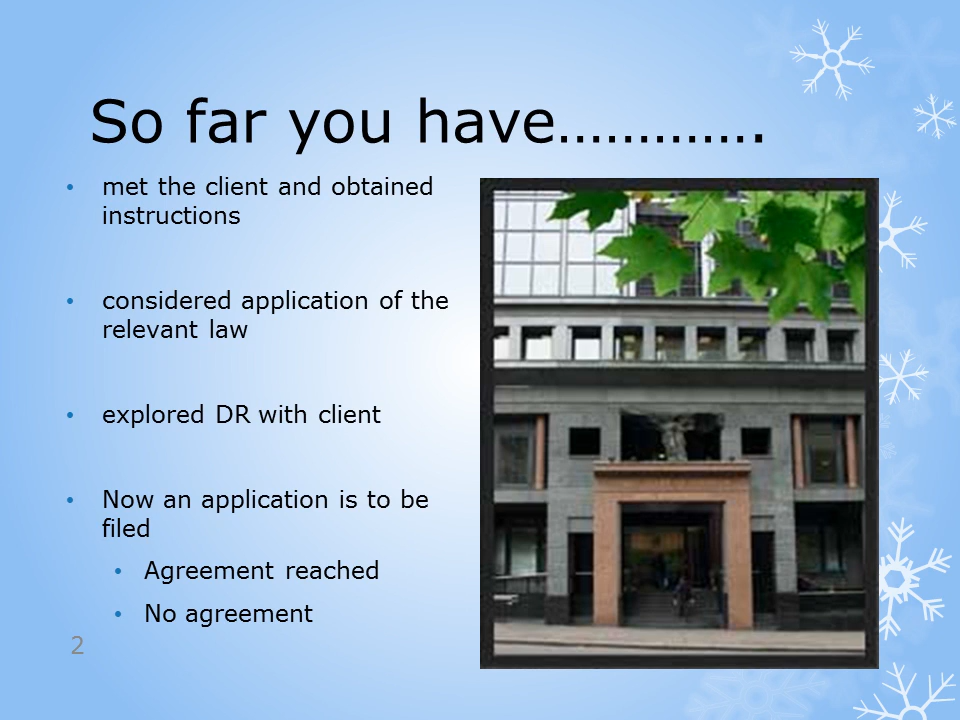 So far you have………….
• met the client and obtained
instructions
• considered application of the
relevant law
• explored DR with client
• Now an application is to be
filed
• Agreement reached
• No agreement
2